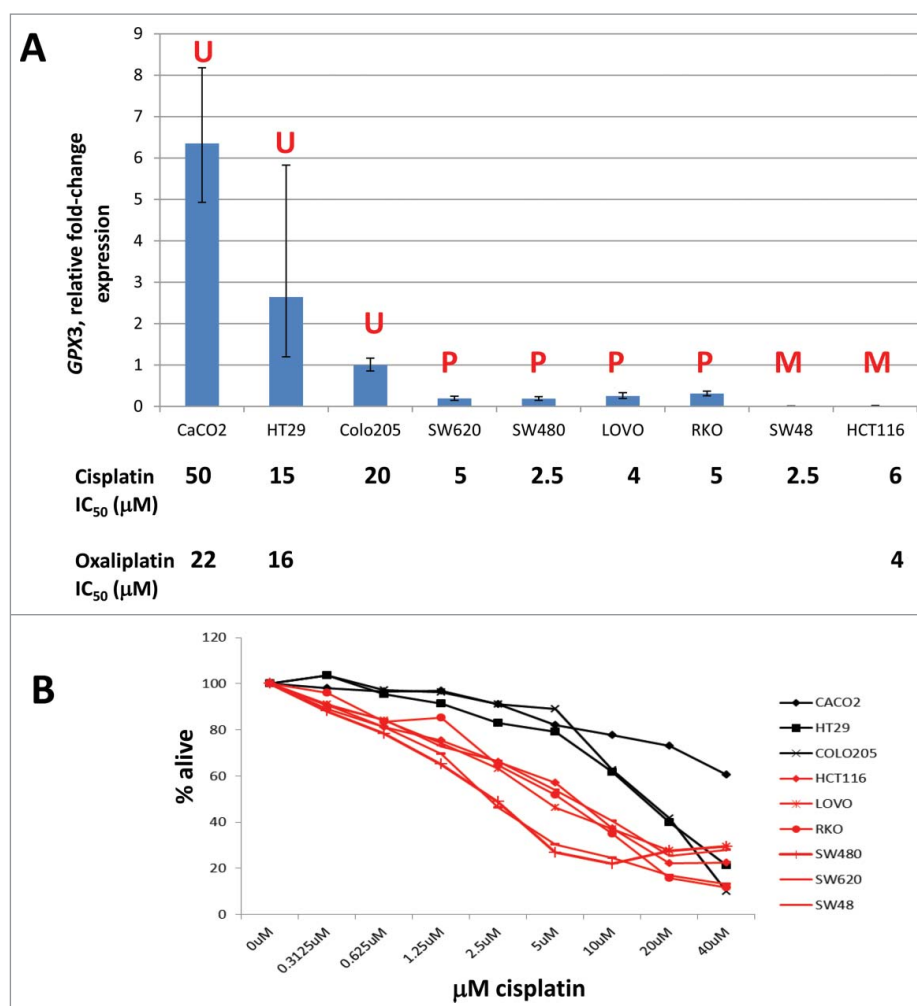 A
GPX3, relative fold-change
expression
9
8
7
6
5
4
3
2
1
0
U
U
U
P
P
P
P
M
M
CaCO2 HT29 Colo205 SW620 SW480 LOVO RKO SW48 HCT116
Cisplatin 50 15 20 5 2.5 4 5 2.5 6
IC50 (μM)
Oxaliplatin 22 16 4
IC50 (μM)
B
% alive
120
100
80
60
40
20
0
0uM 0.3125uM 0.625uM 1.25uM 2.5uM 5uM 10uM 20uM 40uM
μM cisplatin
CACO2
HT29
COLO205
HCT116
LOVO
RKO
SW480
SW620
SW48